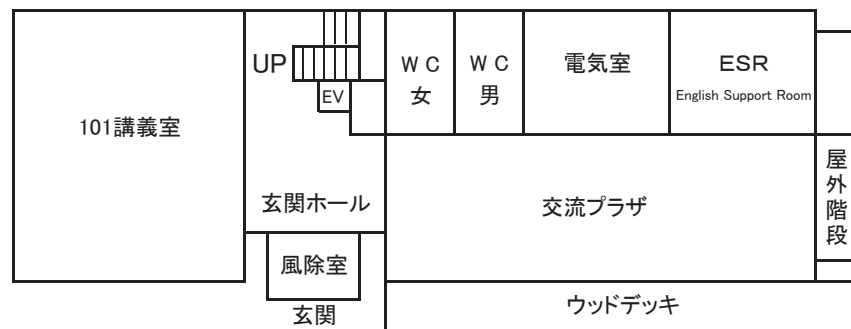 UP
EV
WC
女
WC
男
電気室
ESR
English Support Room
101講義室
玄関ホール
交流プラザ
屋外階段
風除室
玄関
ウッドデッキ